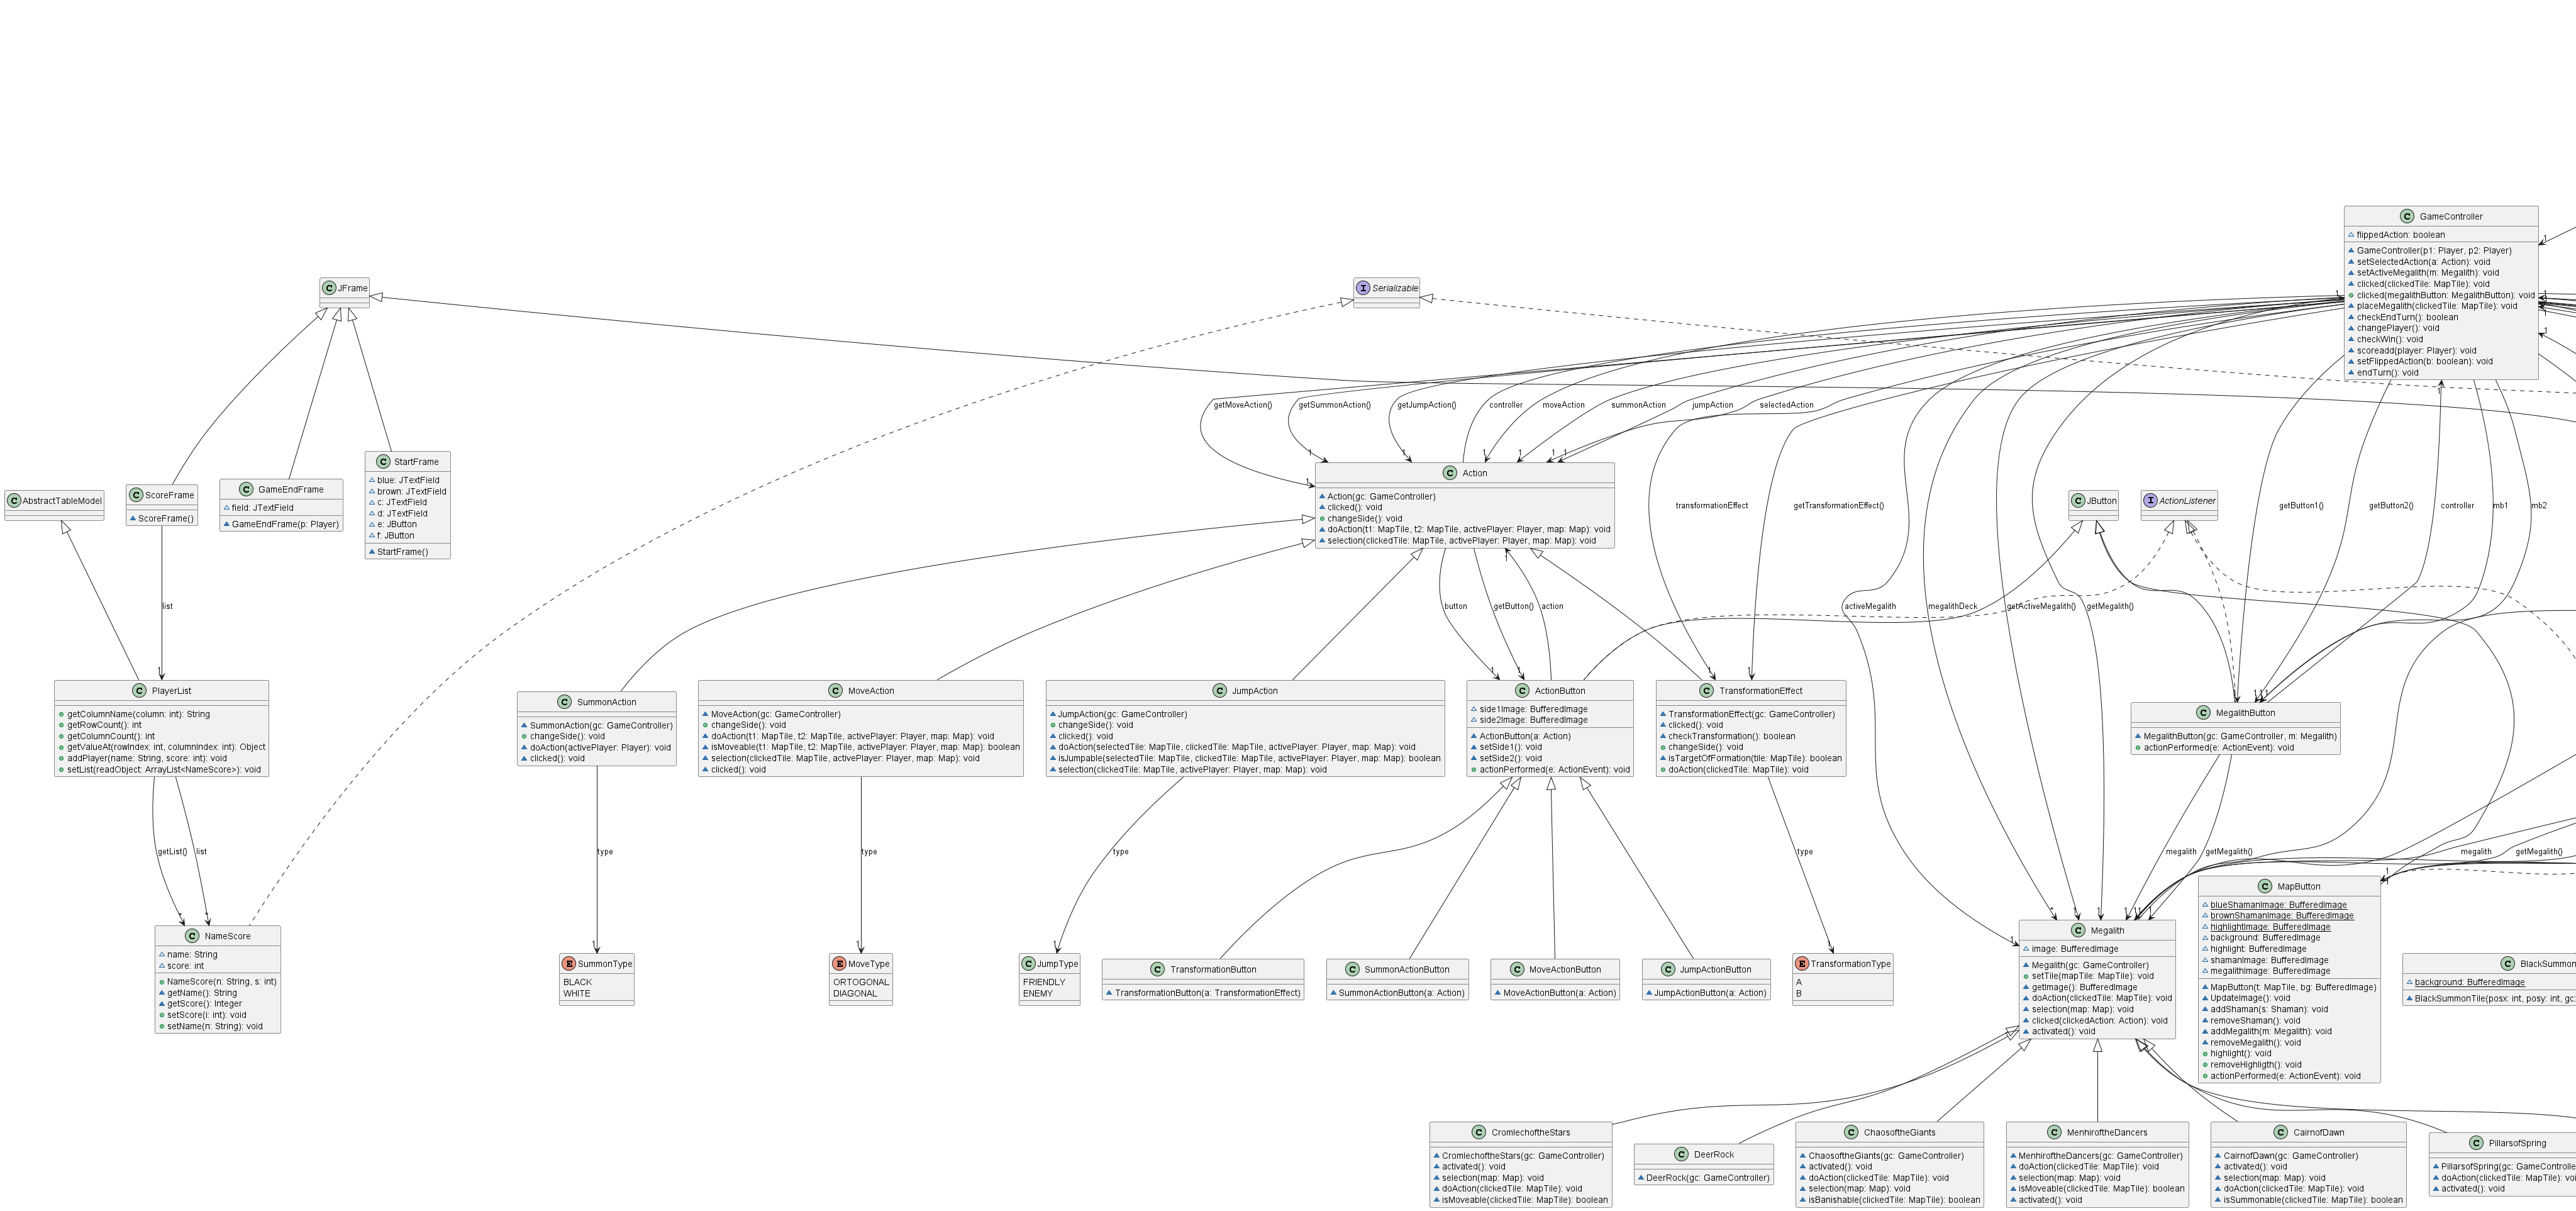 C GameController
flippedAction: boolean
GameController(p1: Player, p2: Player)
setSelectedAction(a: Action): void
setActiveMegalith(m: Megalith): void
clicked(clickedTile: MapTile): void
clicked(megalithButton: MegalithButton): void
placeMegalith(clickedTile: MapTile): void
checkEndTurn(): boolean
changePlayer(): void
checkWin(): void
scoreadd(player: Player): void
setFlippedAction(b: boolean): void
endTurn(): void
C JFrame
I Serializable
getMoveAction()
getSummonAction()
getJumpAction()
controller
moveAction
summonAction
jumpAction
selectedAction
C AbstractTableModel
C ScoreFrame
ScoreFrame()
C GameEndFrame
field: JTextField
GameEndFrame(p: Player)
C StartFrame
blue: JTextField
brown: JTextField
c: JTextField
d: JTextField
e: JButton
f: JButton
StartFrame()
C Action
Action(gc: GameController)
clicked(): void
changeSide(): void
doAction(t1: MapTile, t2: MapTile, activePlayer: Player, map: Map): void
selection(clickedTile: MapTile, activePlayer: Player, map: Map): void
transformationEffect
getTransformationEffect()
C JButton
I ActionListener
getButton1()
getButton2()
controller
mb1
mb2
list
button
getButton()
action
activeMegalith
megalithDeck
getActiveMegalith()
getMegalith()
C PlayerList
getColumnName(column: int): String
getRowCount(): int
getColumnCount(): int
getValueAt(rowIndex: int, columnIndex: int): Object
addPlayer(name: String, score: int): void
setList(readObject: ArrayList<NameScore>): void
C SummonAction
SummonAction(gc: GameController)
changeSide(): void
doAction(activePlayer: Player): void
clicked(): void
C MoveAction
MoveAction(gc: GameController)
changeSide(): void
doAction(t1: MapTile, t2: MapTile, activePlayer: Player, map: Map): void
isMoveable(t1: MapTile, t2: MapTile, activePlayer: Player, map: Map): boolean
selection(clickedTile: MapTile, activePlayer: Player, map: Map): void
clicked(): void
C JumpAction
JumpAction(gc: GameController)
changeSide(): void
clicked(): void
doAction(selectedTile: MapTile, clickedTile: MapTile, activePlayer: Player, map: Map): void
isJumpable(selectedTile: MapTile, clickedTile: MapTile, activePlayer: Player, map: Map): boolean
selection(clickedTile: MapTile, activePlayer: Player, map: Map): void
C ActionButton
side1Image: BufferedImage
side2Image: BufferedImage
ActionButton(a: Action)
setSide1(): void
setSide2(): void
actionPerformed(e: ActionEvent): void
C TransformationEffect
TransformationEffect(gc: GameController)
clicked(): void
checkTransformation(): boolean
changeSide(): void
isTargetOfFormation(tile: MapTile): boolean
doAction(clickedTile: MapTile): void
C MegalithButton
MegalithButton(gc: GameController, m: Megalith)
actionPerformed(e: ActionEvent): void
getList()
list
type
type
type
type
megalith
getMegalith()
megalith
getMegalith()
C NameScore
name: String
score: int
NameScore(n: String, s: int)
getName(): String
getScore(): Integer
setScore(i: int): void
setName(n: String): void
E SummonType
BLACK
WHITE
E MoveType
ORTOGONAL
DIAGONAL
C JumpType
FRIENDLY
ENEMY
C TransformationButton
TransformationButton(a: TransformationEffect)
C SummonActionButton
SummonActionButton(a: Action)
C MoveActionButton
MoveActionButton(a: Action)
C JumpActionButton
JumpActionButton(a: Action)
E TransformationType
A
B
C Megalith
image: BufferedImage
Megalith(gc: GameController)
setTile(mapTile: MapTile): void
getImage(): BufferedImage
doAction(clickedTile: MapTile): void
selection(map: Map): void
clicked(clickedAction: Action): void
activated(): void
C MapButton
blueShamanImage: BufferedImage
brownShamanImage: BufferedImage
highlightImage: BufferedImage
background: BufferedImage
highlight: BufferedImage
shamanImage: BufferedImage
megalithImage: BufferedImage
MapButton(t: MapTile, bg: BufferedImage)
UpdateImage(): void
addShaman(s: Shaman): void
removeShaman(): void
addMegalith(m: Megalith): void
removeMegalith(): void
highlight(): void
removeHighligth(): void
actionPerformed(e: ActionEvent): void
C BlackSummon
background: BufferedImage
BlackSummonTile(posx: int, posy: int, gc:
C CromlechoftheStars
CromlechoftheStars(gc: GameController)
activated(): void
selection(map: Map): void
doAction(clickedTile: MapTile): void
isMoveable(clickedTile: MapTile): boolean
C DeerRock
DeerRock(gc: GameController)
C ChaosoftheGiants
ChaosoftheGiants(gc: GameController)
activated(): void
doAction(clickedTile: MapTile): void
selection(map: Map): void
isBanishable(clickedTile: MapTile): boolean
C MenhiroftheDancers
MenhiroftheDancers(gc: GameController)
doAction(clickedTile: MapTile): void
selection(map: Map): void
isMoveable(clickedTile: MapTile): boolean
activated(): void
C CairnofDawn
CairnofDawn(gc: GameController)
activated(): void
selection(map: Map): void
doAction(clickedTile: MapTile): void
isSummonable(clickedTile: MapTile): boolean
C PillarsofSpring
PillarsofSpring(gc: GameControlle
doAction(clickedTile: MapTile): voi
activated(): void